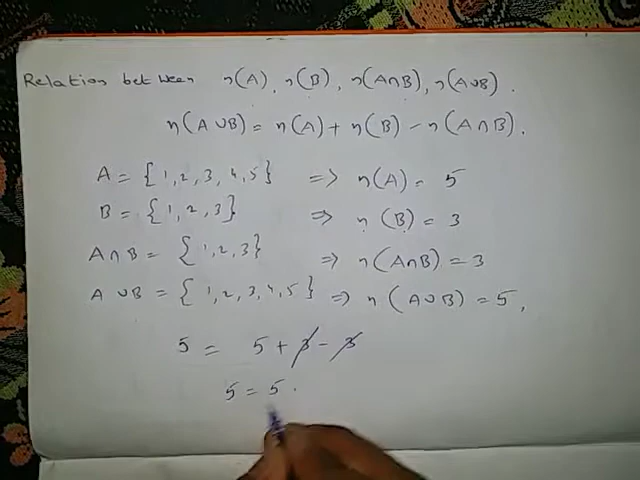 Relation between n(A), n(B), n(A∩B), n(A∪B).
n(A∪B) = n(A) + n(B) - n(A∩B).
A = {1,2,3,4,5} => n(A) = 5
B = {1,2,3} => n(B) = 3
A∩B = {1,2,3} => n(A∩B) = 3
A∪B = {1,2,3,4,5} => n(A∪B) = 5,
5 = 5 + 3 - 3
5 = 5.